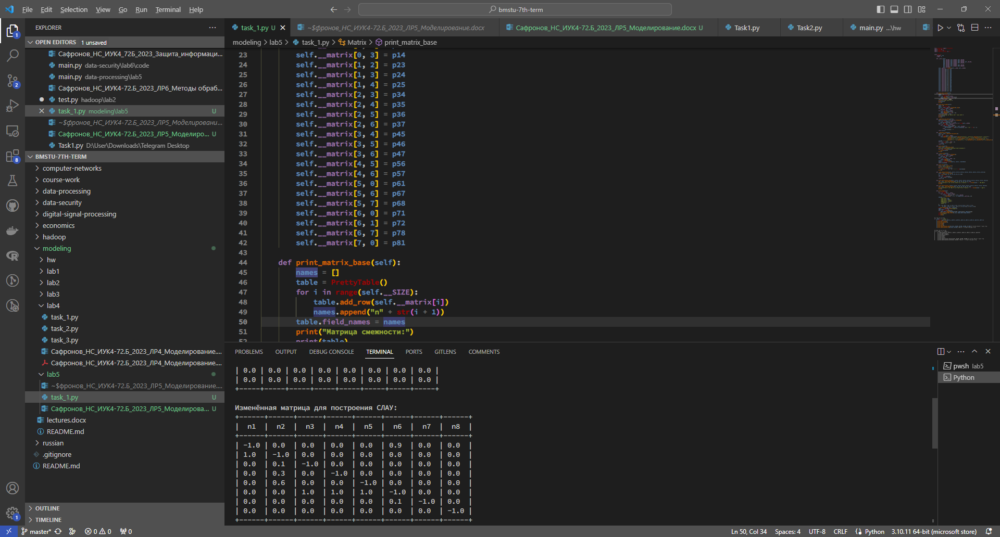 File Edit Selection View Go Run Terminal Help
bmstu-7th-term
EXPLORER
OPEN EDITORS 1 unsaved
Сафронов_НС_ИУК4_72Б_2023_Защита_информаци...
main.py data-security\lab6\code
main.py data-processing\lab5
Сафронов_НС_ИУК4-72.Б_2023_ЛР6_Методы обраб...
test.py hadoop\lab2
task_1.py modeling\lab5 U
~$фронов_НС_ИУК4-72.Б_2023_ЛР5_Моделировани...
Сафронов_НС_ИУК4-72.Б_2023_ЛР5_Моделиро... U
Task1.py D:\User\Downloads\Telegram Desktop
BMSTU-7TH-TERM
computer-networks
course-work
data-processing
data-security
digital-signal-processing
economics
hadoop
modeling
hw
lab1
lab2
lab3
lab4
task_1.py
task_2.py
task_3.py
Сафронов_НС_ИУК4-72.Б_2023_ЛР4_Моделирование....
Сафронов_НС_ИУК4-72.Б_2023_ЛР4_Моделирование....
lab5
~$фронов_НС_ИУК4-72.Б_2023_ЛР5_Моделирование....
task_1.py U
Сафронов_НС_ИУК4-72.Б_2023_ЛР5_Моделирова... U
lectures.docx
README.md
russian
.gitignore
README.md
OUTLINE
TIMELINE
1
2
8
1
task_1.py U
~$фронов_НС_ИУК4-72.Б_2023_ЛР5_Моделирование.docx
Сафронов_НС_ИУК4-72.Б_2023_ЛР5_Моделирование.docx U
Task1.py
Task2.py
main.py ...\hw
modeling > lab5 > task_1.py > Matrix > print_matrix_base
23 self.__matrix[0, 3] = p14
24 self.__matrix[1, 2] = p23
25 self.__matrix[1, 3] = p24
26 self.__matrix[1, 4] = p25
27 self.__matrix[2, 3] = p34
28 self.__matrix[2, 4] = p35
29 self.__matrix[2, 5] = p36
30 self.__matrix[2, 6] = p37
31 self.__matrix[3, 4] = p45
32 self.__matrix[3, 5] = p46
33 self.__matrix[3, 6] = p47
34 self.__matrix[4, 5] = p56
35 self.__matrix[4, 6] = p57
36 self.__matrix[5, 0] = p61
37 self.__matrix[5, 6] = p67
38 self.__matrix[5, 7] = p68
39 self.__matrix[6, 0] = p71
40 self.__matrix[6, 1] = p72
41 self.__matrix[6, 7] = p78
42 self.__matrix[7, 0] = p81
43
44 def print_matrix_base(self):
45 names = []
46 table = PrettyTable()
47 for i in range(self.__SIZE):
48 table.add_row(self.__matrix[i])
49 names.append("n" + str(i + 1))
50 table.field_names = names
51 print("Матрица смежности:")
52 print(table)
PROBLEMS OUTPUT DEBUG CONSOLE TERMINAL PORTS GITLENS COMMENTS
| 0.0 | 0.0 | 0.0 | 0.0 | 0.0 | 0.0 | 0.0 | 0.0 |
| 0.0 | 0.0 | 0.0 | 0.0 | 0.0 | 0.0 | 0.0 | 0.0 |
+-----+-----+-----+-----+-----+-----+-----+-----+
Изменённая матрица для построения СЛАУ:
+------+------+------+------+------+------+------+------+
| n1 | n2 | n3 | n4 | n5 | n6 | n7 | n8 |
+------+------+------+------+------+------+------+------+
| -1.0 | 0.0 | 0.0 | 0.0 | 0.0 | 0.9 | 0.0 | 0.0 |
| 1.0 | -1.0 | 0.0 | 0.0 | 0.0 | 0.0 | 0.0 | 0.0 |
| 0.0 | 0.1 | -1.0 | 0.0 | 0.0 | 0.0 | 0.0 | 0.0 |
| 0.0 | 0.3 | 0.0 | -1.0 | 0.0 | 0.0 | 0.0 | 0.0 |
| 0.0 | 0.6 | 0.0 | 0.0 | -1.0 | 0.0 | 0.0 | 0.0 |
| 0.0 | 0.0 | 1.0 | 1.0 | 1.0 | -1.0 | 0.0 | 0.0 |
| 0.0 | 0.0 | 0.0 | 0.0 | 0.0 | 0.1 | -1.0 | 0.0 |
| 0.0 | 0.0 | 0.0 | 0.0 | 0.0 | 0.0 | 0.0 | -1.0 |
+------+------+------+------+------+------+------+------+
pwsh lab5
Python
master* 0 0 0 Ln 50, Col 34 Spaces: 4 UTF-8 CRLF Python 3.10.11 64-bit (microsoft store)